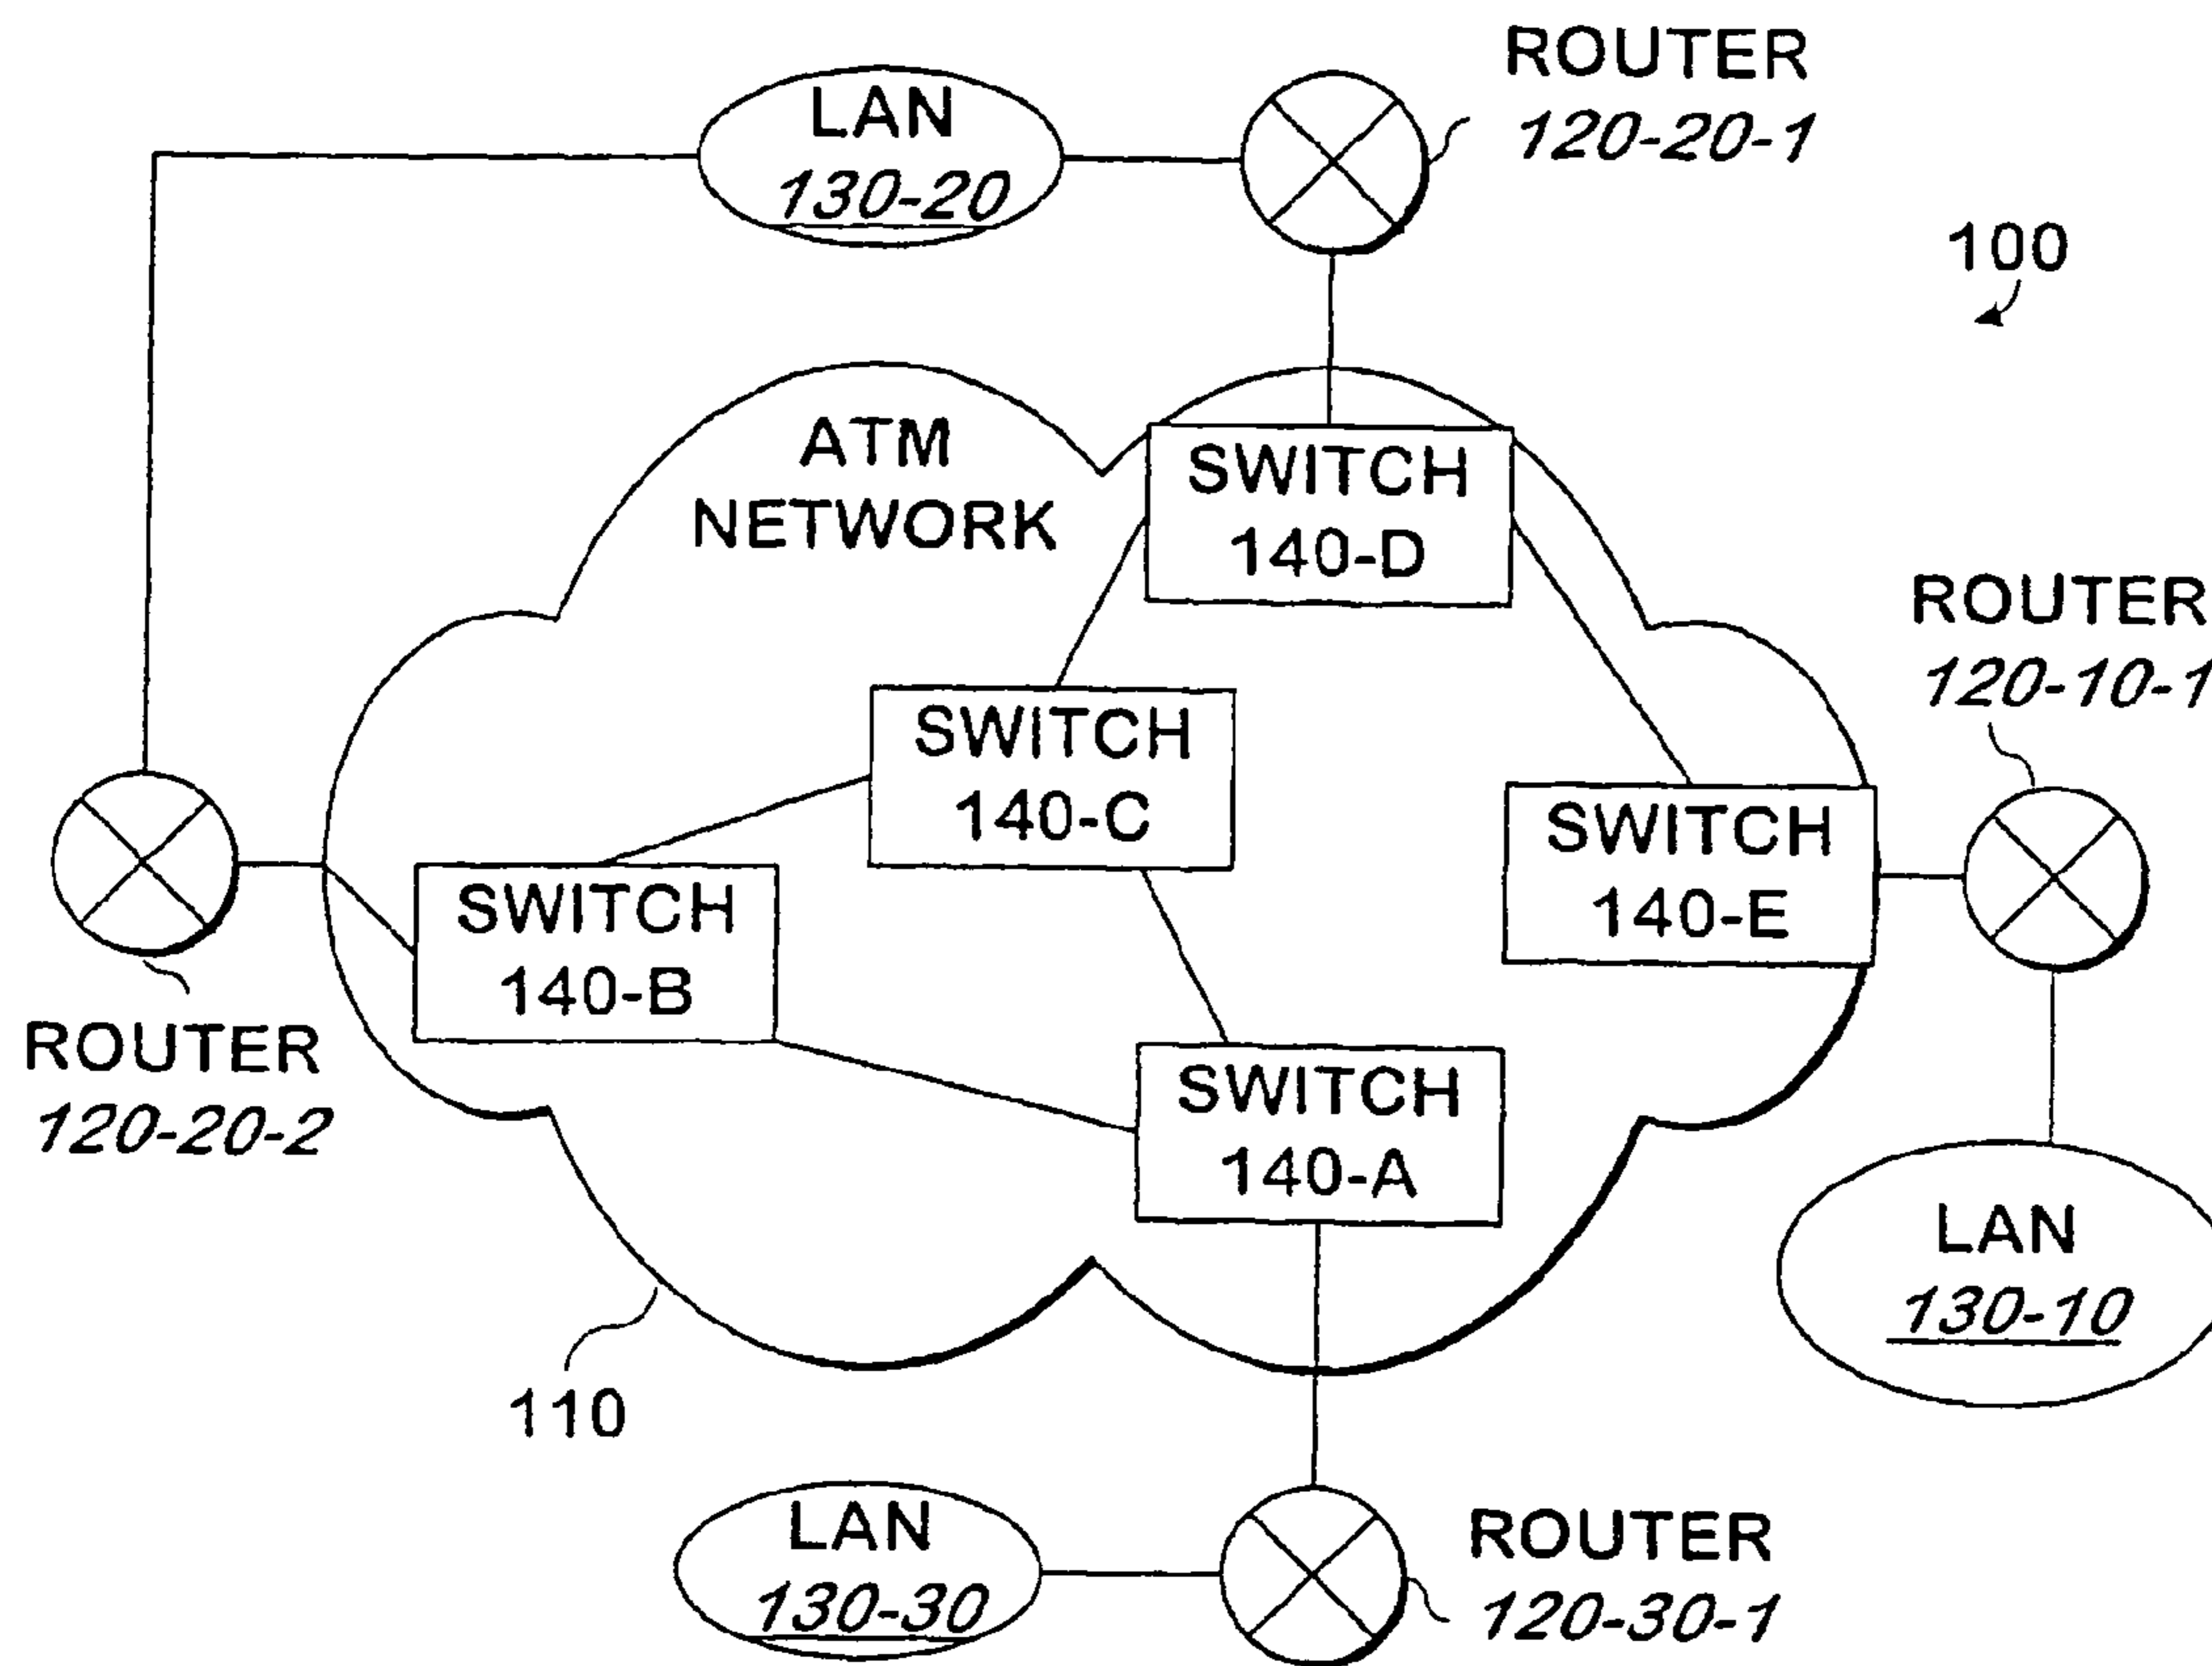 ROUTER
120-20-1
LAN
130-20
100
ATM
NETWORK
SWITCH
140-D
ROUTER
120-10-1
SWITCH
140-C
SWITCH
140-E
SWITCH
140-B
ROUTER
120-20-2
SWITCH
140-A
LAN
130-10
110
LAN
130-30
ROUTER
120-30-1